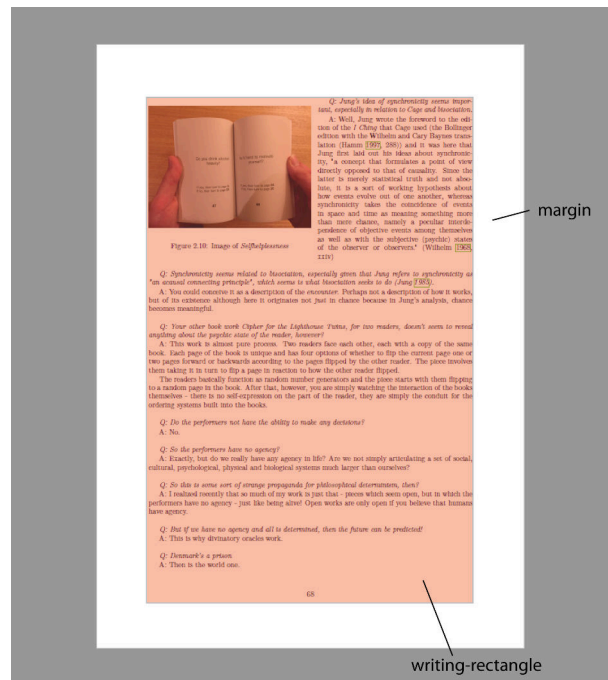 Q: Jung's idea of synchronicity seems impor-
tant, especially in relation to Cage and bisociation.
A: Well, Jung wrote the foreword to the edi-
tion of the I Ching that Cage used (the Bollinger
edition with the Wilhelm and Cary Baynes trans-
lation (Hamm 1997, 288)) and it was here that
Jung first laid out his ideas about synchronic-
ity, "a concept that formulates a point of view
directly opposed to that of causality. Since the
latter is merely statistical truth and not abso-
lute, it is a sort of working hypothesis about
how events evolve out of one another, whereas
synchronicity takes the coincidence of events
in space and time as meaning something more
than mere chance, namely a peculiar interde-
pendence of objective events among themselves
as well as with the subjective (psychic) states
of the observer or observers." (Wilhelm 1968,
xxiv)
Figure 2.10: Image of Selfhelplessness
Q: Synchronicity seems related to bisociation, especially given that Jung refers to synchronicity as
"an acausal connecting principle", which seems to what bisociation seeks to do (Jung 1985).
A: You could conceive it as a description of the encounter. Perhaps not a description of how it works,
but of its existence although here it originates not just in chance because in Jung's analysis, chance
becomes meaningful.
Q: Your other book work Cipher for the Lighthouse Twins, for two readers, doesn't seem to reveal
anything about the psychic state of the reader, however?
A: This work is almost pure process. Two readers face each other, each with a copy of the same
book. Each page of the book is unique and has four options of whether to flip the current page one or
two pages forward or backwards according to the pages flipped by the other reader. The piece involves
them taking it in turn to flip a page in reaction to how the other reader flipped.
The readers basically function as random number generators and the piece starts with them flipping
to a random page in the book. After that, however, you are simply watching the interaction of the books
themselves - there is no self-expression on the part of the reader, they are simply the conduit for the
ordering systems built into the books.
Q: Do the performers not have the ability to make any decisions?
A: No.
Q: So the performers have no agency?
A: Exactly, but do we really have any agency in life? Are we not simply articulating a set of social,
cultural, psychological, physical and biological systems much larger than ourselves?
Q: So this is some sort of strange propaganda for philosophical determinism, then?
A: I realized recently that so much of my work is just that - pieces which seem open, but in which the
performers have no agency - just like being alive! Open works are only open if you believe that humans
have agency.
Q: But if we have no agency and all is determined, then the future can be predicted!
A: This is why divinatory oracles work.
Q: Denmark's a prison
A: Then is the world one.
68
margin
writing-rectangle